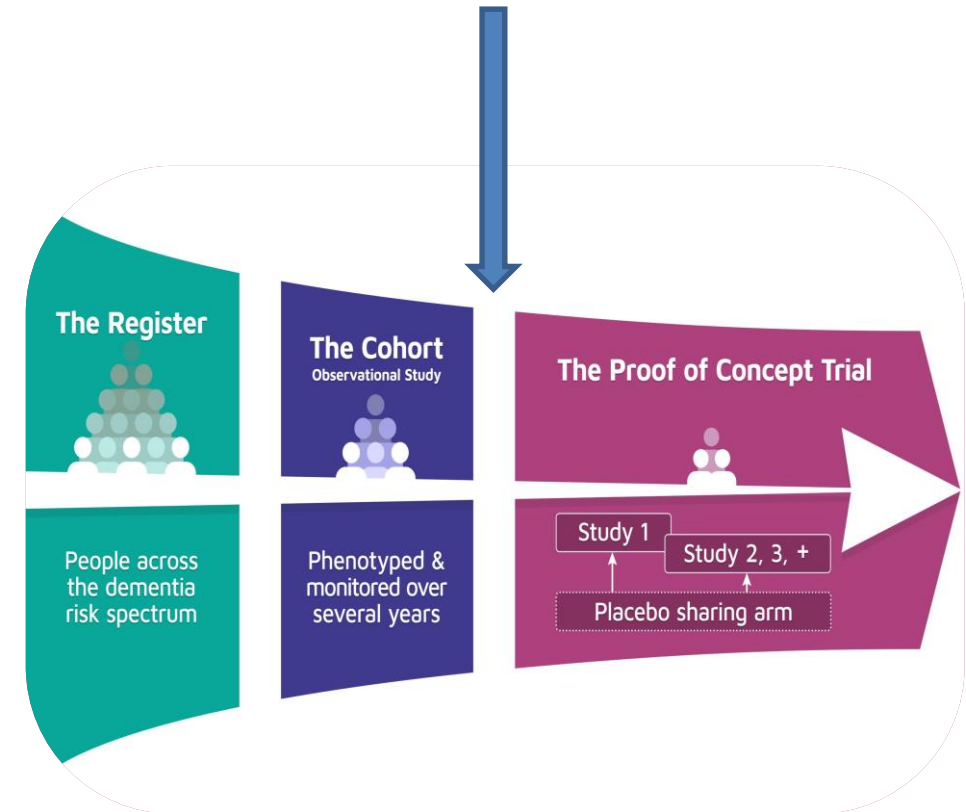 The Register
People across
the dementia
risk spectrum
The Cohort
Observational Study
Phenotyped &
monitored over
several years
The Proof of Concept Trial
Study 1
Study 2, 3, +
Placebo sharing arm